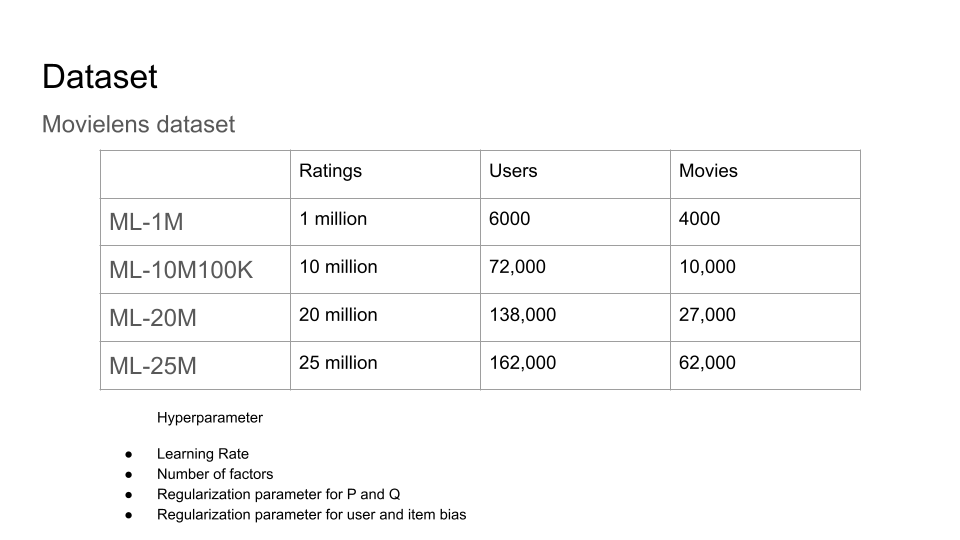 Dataset
Movielens dataset
Ratings Users Movies
ML-1M 1 million 6000 4000
ML-10M100K 10 million 72,000 10,000
ML-20M 20 million 138,000 27,000
ML-25M 25 million 162,000 62,000
Hyperparameter
● Learning Rate
● Number of factors
● Regularization parameter for P and Q
● Regularization parameter for user and item bias